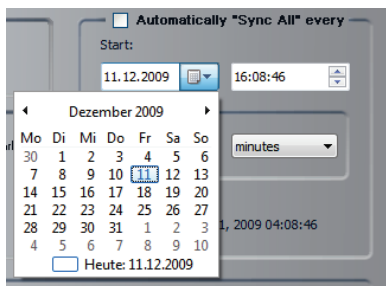 Automatically "Sync All" every
Start:
11.12.2009 16:08:46
Dezember 2009
Mo Di Mi Do Fr Sa So
30 1 2 3 4 5 6
7 8 9 10 11 12 13
14 15 16 17 18 19 20
21 22 23 24 25 26 27
28 29 30 31 1 2 3
4 5 6 7 8 9 10
Heute: 11.12.2009
minutes
, 2009 04:08:46